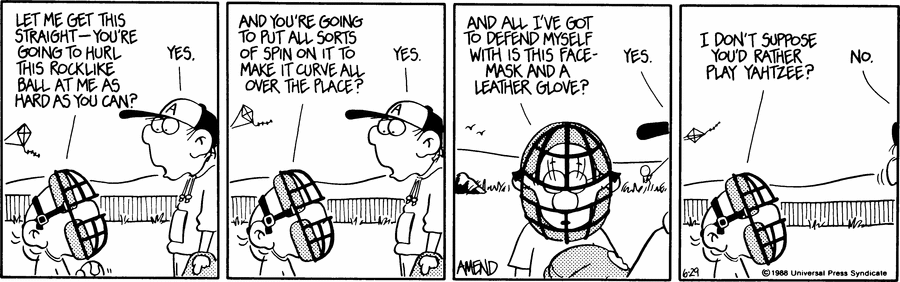 LET ME GET THIS
STRAIGHT—YOU'RE
GOING TO HURL
THIS ROCKLIKE
BALL AT ME AS
HARD AS YOU CAN?
YES.
A
AND YOU'RE GOING
TO PUT ALL SORTS
OF SPIN ON IT TO
MAKE IT CURVE ALL
OVER THE PLACE?
YES.
A
AND ALL I'VE GOT
TO DEFEND MYSELF
WITH IS THIS FACE-
MASK AND A
LEATHER GLOVE?
YES.
AMEND
I DON'T SUPPOSE
YOU'D RATHER
PLAY YAHTZEE?
NO.
6-29
©1988 Universal Press Syndicate